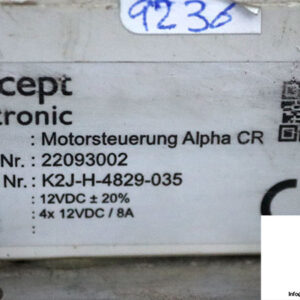 9236
cept
tronic
: Motorsteuerung Alpha CR
Nr. : 22093002
Nr. : K2J-H-4829-035
: 12VDC ± 20%
: 4x 12VDC / 8A